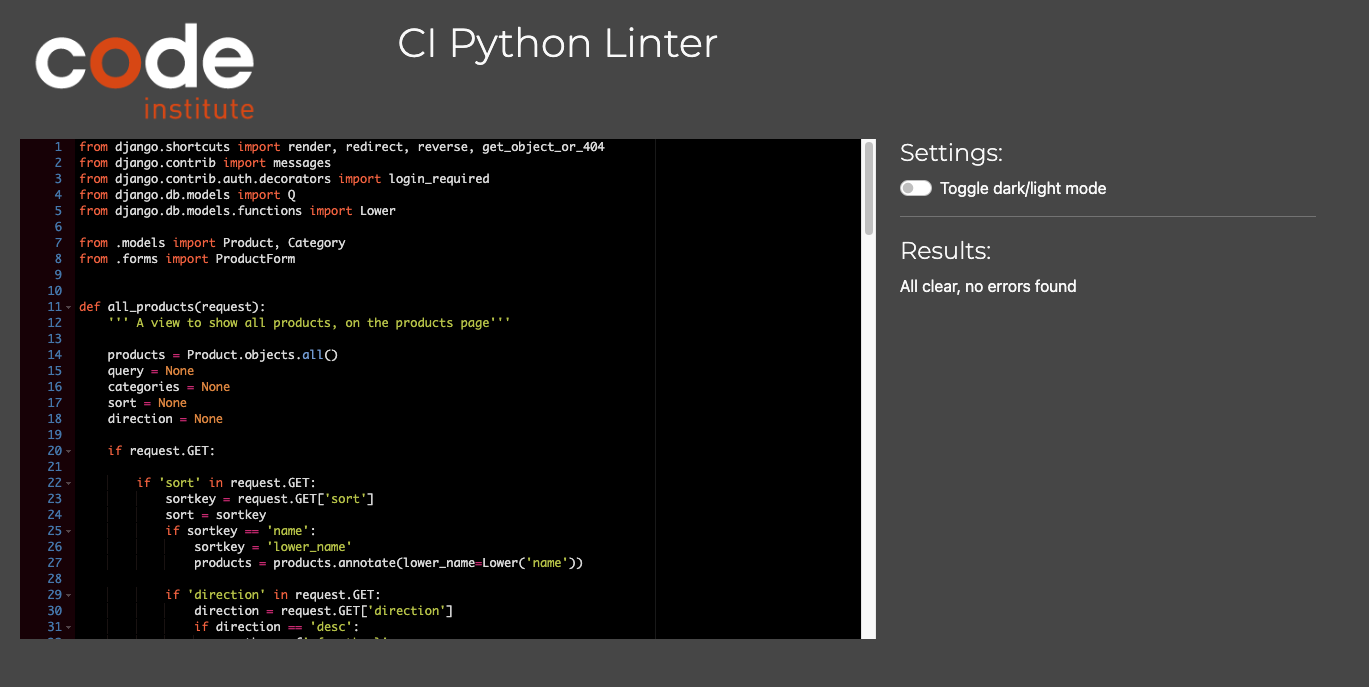 code
institute
CI Python Linter
1 from django.shortcuts import render, redirect, reverse, get_object_or_404
2 from django.contrib import messages
3 from django.contrib.auth.decorators import login_required
4 from django.db.models import Q
5 from django.db.models.functions import Lower
6
7 from .models import Product, Category
8 from .forms import ProductForm
9
10
11 def all_products(request):
12     ''' A view to show all products, on the products page'''
13
14     products = Product.objects.all()
15     query = None
16     categories = None
17     sort = None
18     direction = None
19
20     if request.GET:
21
22         if 'sort' in request.GET:
23             sortkey = request.GET['sort']
24             sort = sortkey
25             if sortkey == 'name':
26                 sortkey = 'lower_name'
27                 products = products.annotate(lower_name=Lower('name'))
28
29             if 'direction' in request.GET:
30                 direction = request.GET['direction']
31                 if direction == 'desc':
Settings:
Toggle dark/light mode
Results:
All clear, no errors found